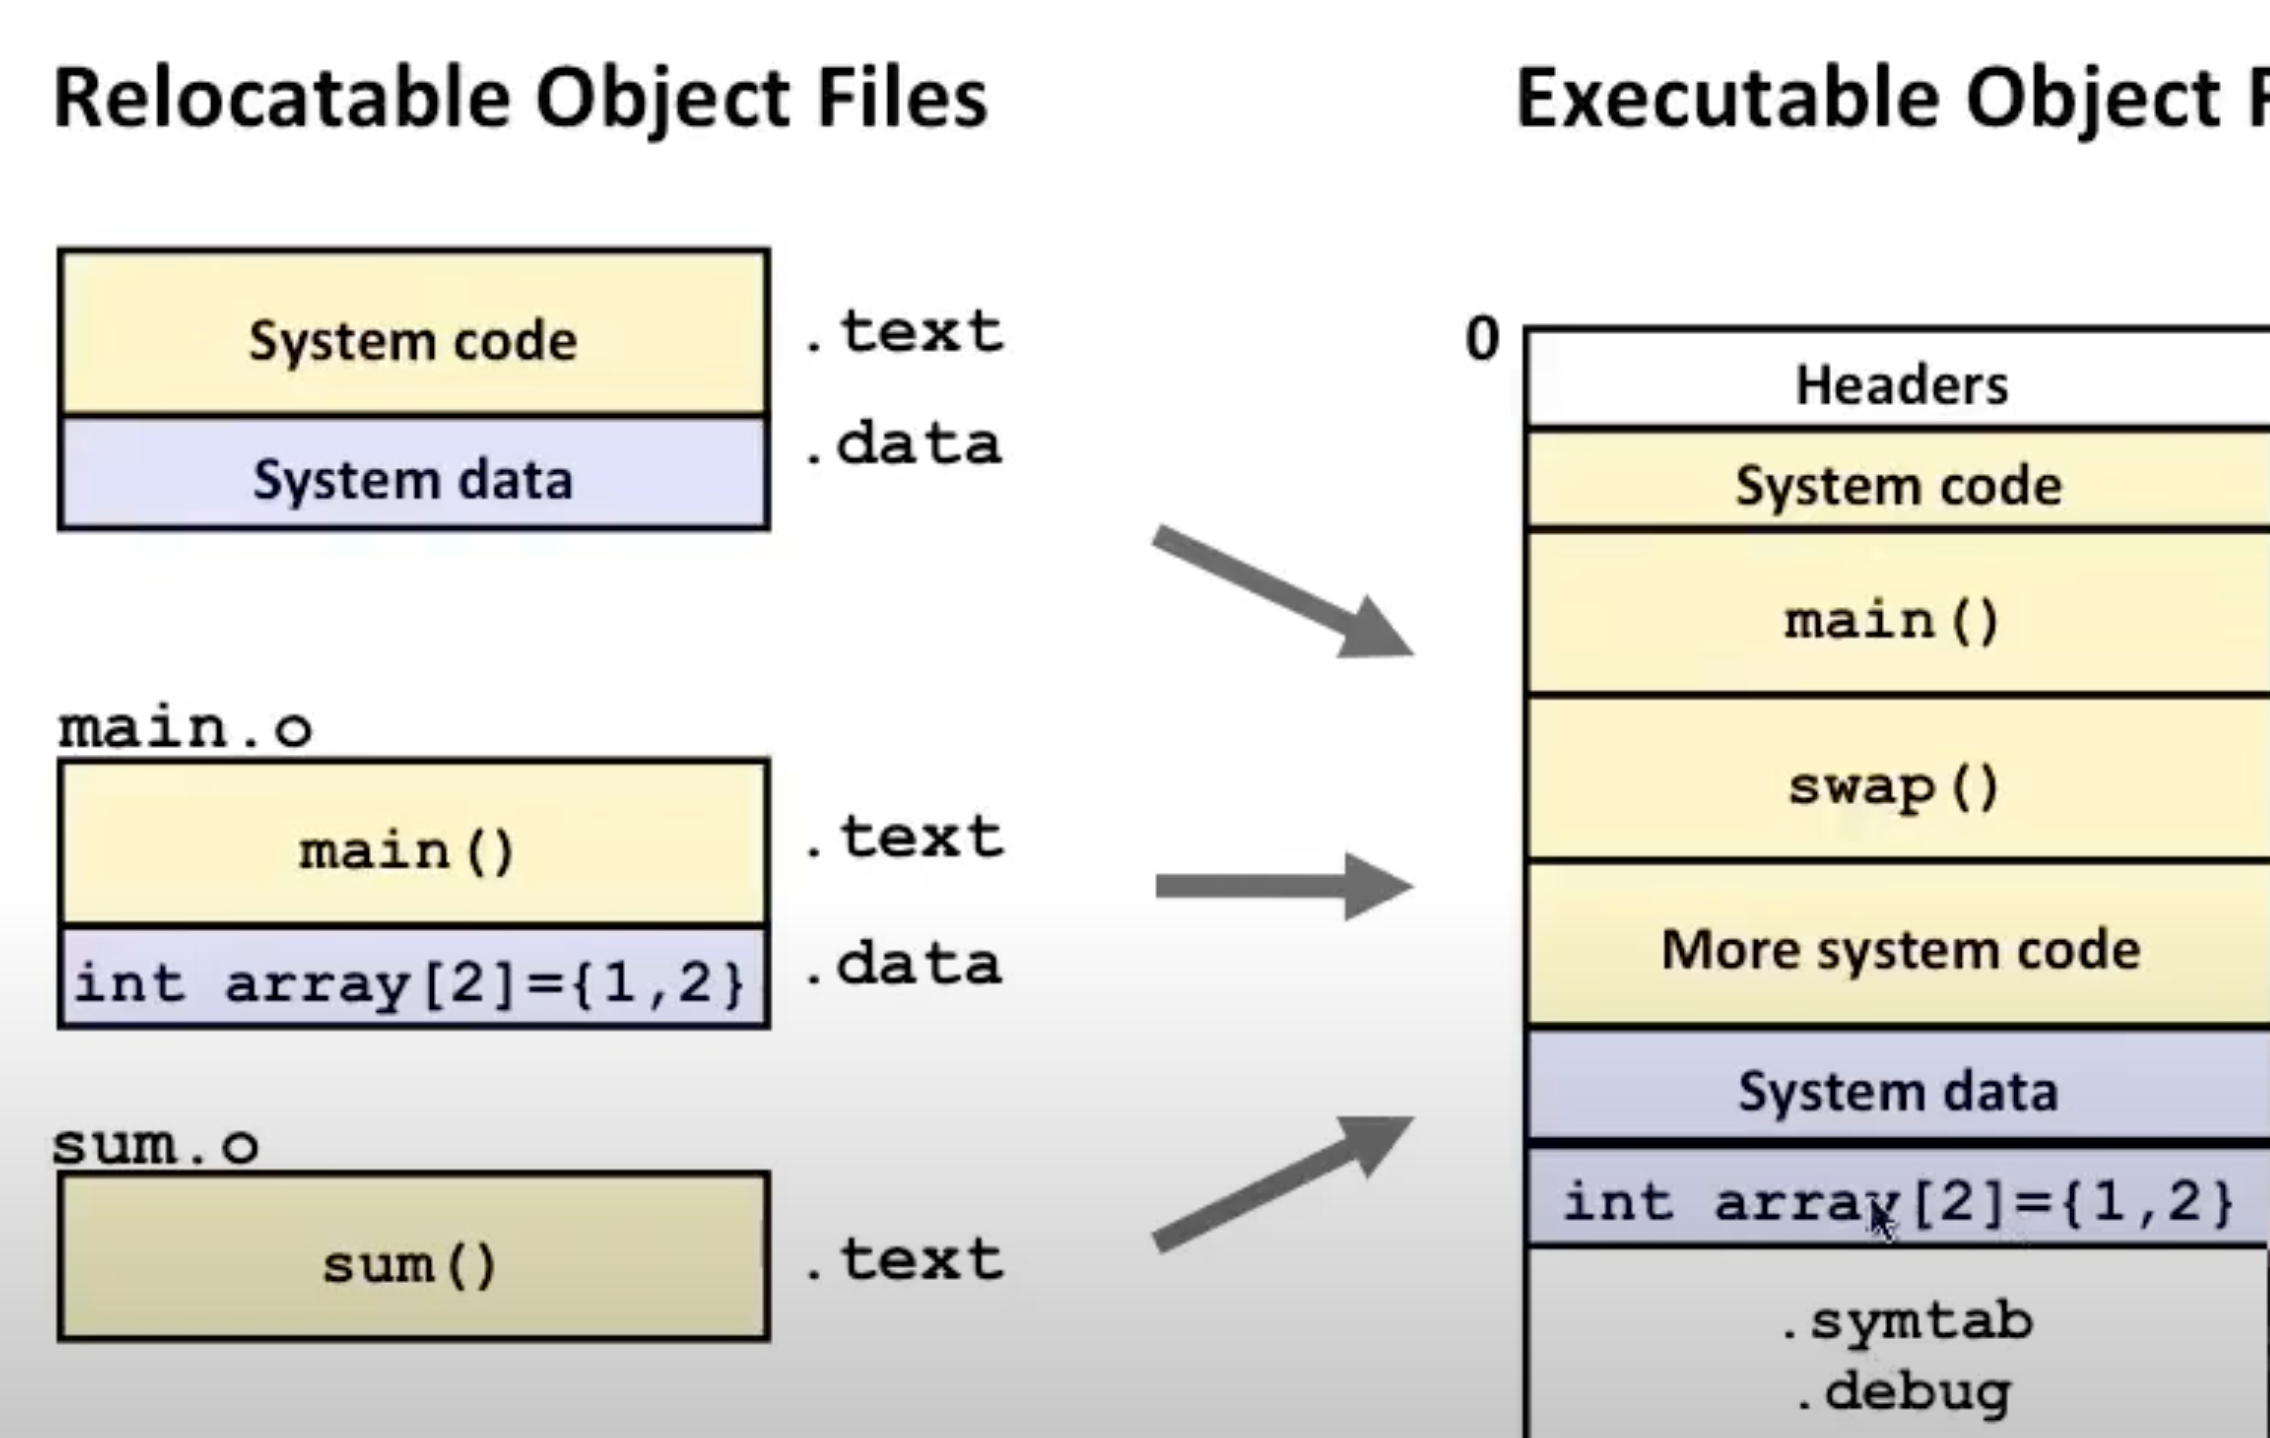 Relocatable Object Files
System code
.text
System data
.data
main.o
main()
.text
int array[2]={1,2}
.data
sum.o
sum()
.text
Executable Object
0
Headers
System code
main()
swap()
More system code
System data
int array[2]={1,2}
.symtab
.debug